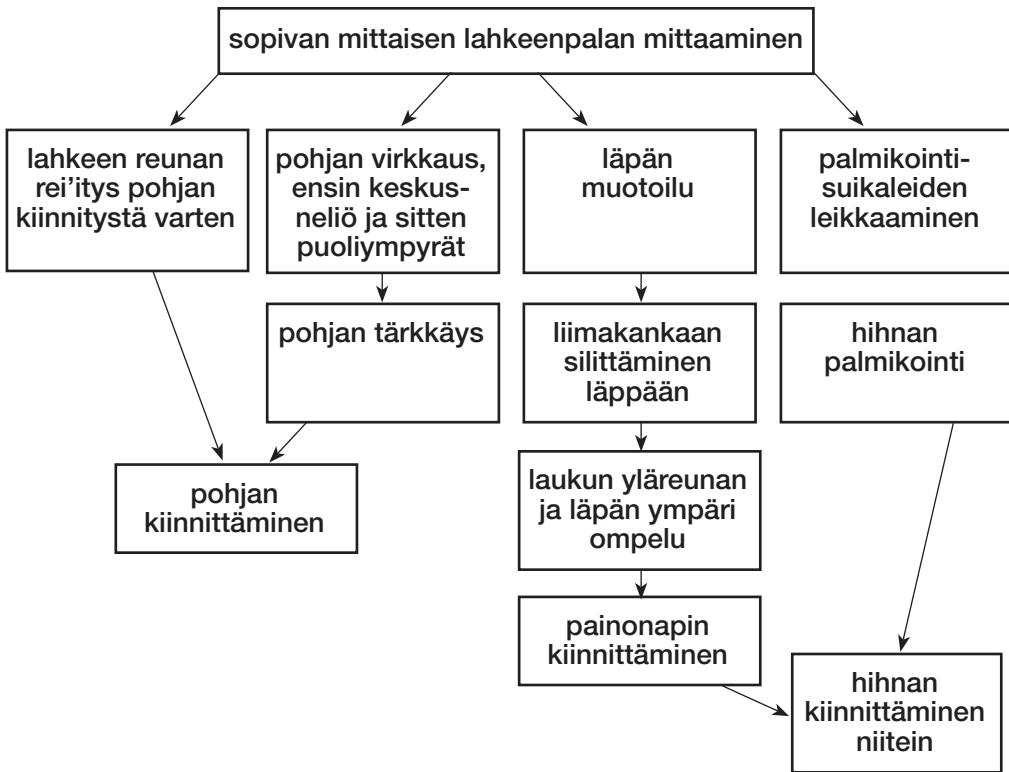 sopivan mittaisen lahkeenpalan mittaaminen
lahkeen reunan
rei'itys pohjan
kiinnitystä varten
pohjan virkkaus,
ensin keskus-
neliö ja sitten
puoliympyrät
läpän
muotoilu
palmikointi-
suikaleiden
leikkaaminen
pohjan tärkkäys
liimakankaan
silittäminen
läppään
hihnan
palmikointi
pohjan
kiinnittäminen
laukun yläreunan
ja läpän ympäri
ompelu
painonapin
kiinnittäminen
hihnan
kiinnittäminen
niitein